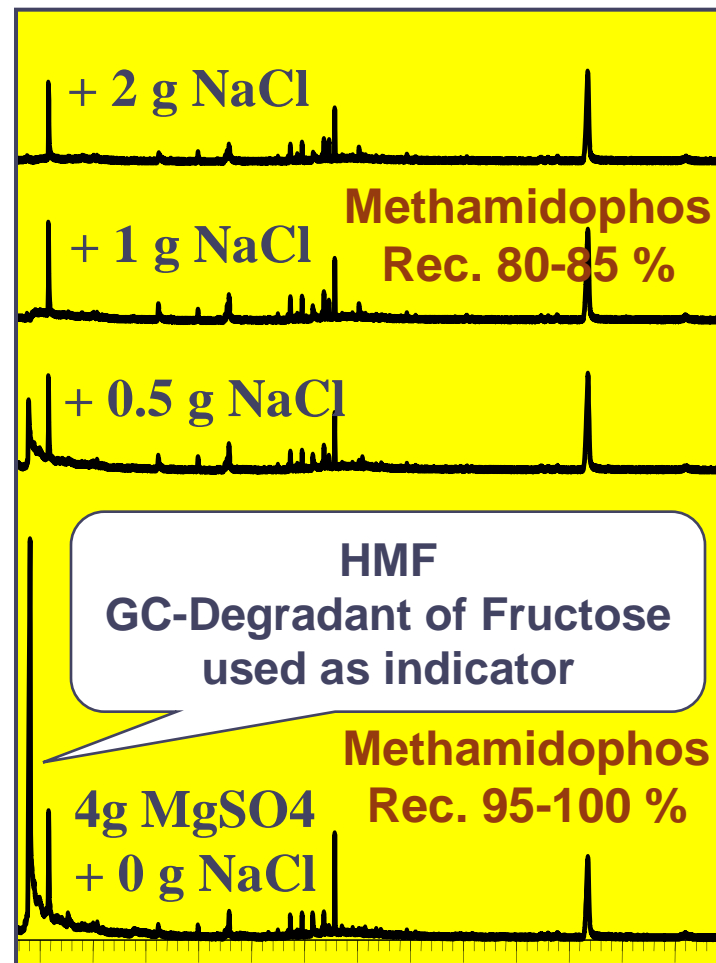 + 2 g NaCl
Methamidophos
Rec. 80-85 %
+ 1 g NaCl
+ 0.5 g NaCl
HMF
GC-Degradant of Fructose
used as indicator
Methamidophos
Rec. 95-100 %
4g MgSO4
+ 0 g NaCl